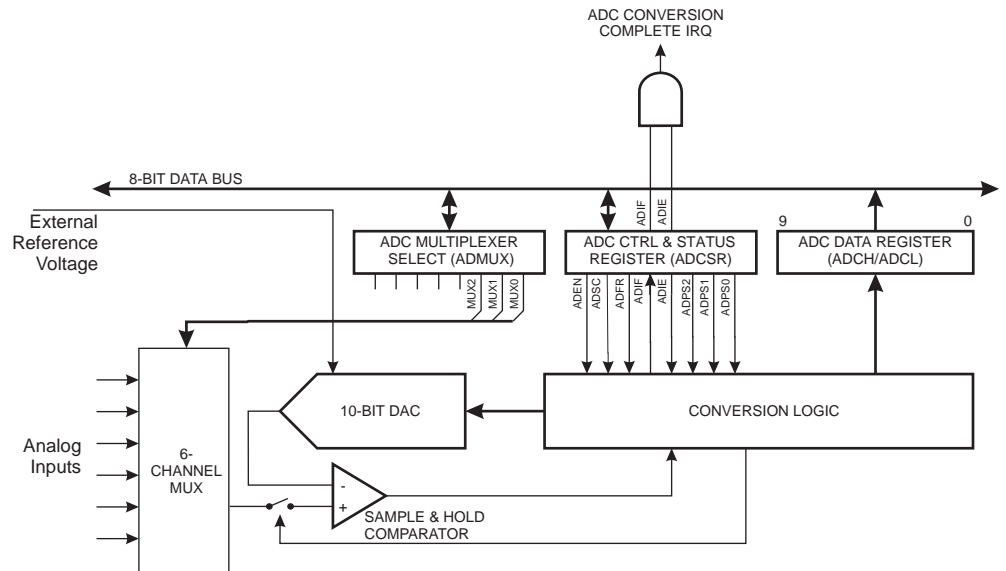 ADC CONVERSION
COMPLETE IRQ
8-BIT DATA BUS
ADIF
ADIE
External
Reference
Voltage
9
0
ADC MULTIPLEXER
SELECT (ADMUX)
ADC CTRL & STATUS
REGISTER (ADCSR)
ADC DATA REGISTER
(ADCH/ADCL)
MUX2
MUX1
MUX0
ADEN
ADSC
ADFR
ADIF
ADIE
ADPS2
ADPS1
ADPS0
10-BIT DAC
CONVERSION LOGIC
Analog
Inputs
6-
CHANNEL
MUX
-
+
SAMPLE & HOLD
COMPARATOR